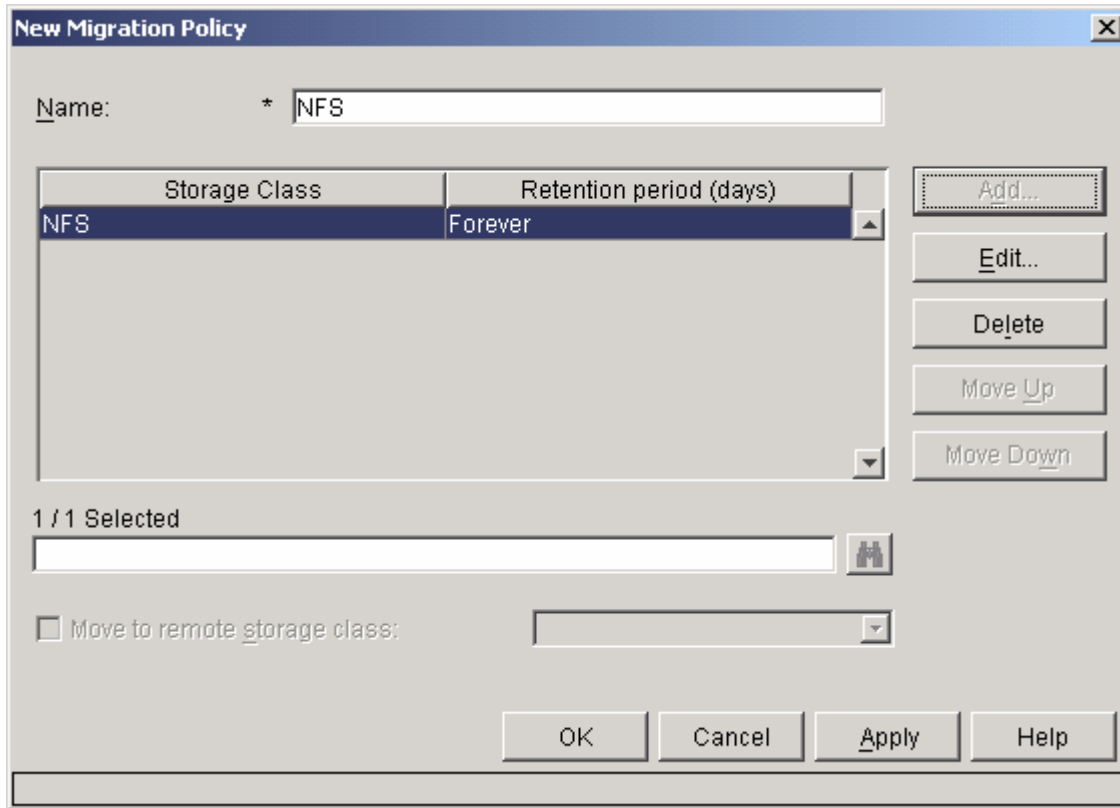 New Migration Policy
Name: * NFS
Storage Class Retention period (days)
NFS Forever
Add...
Edit...
Delete
Move Up
Move Down
1 / 1 Selected
Move to remote storage class:
OK Cancel Apply Help